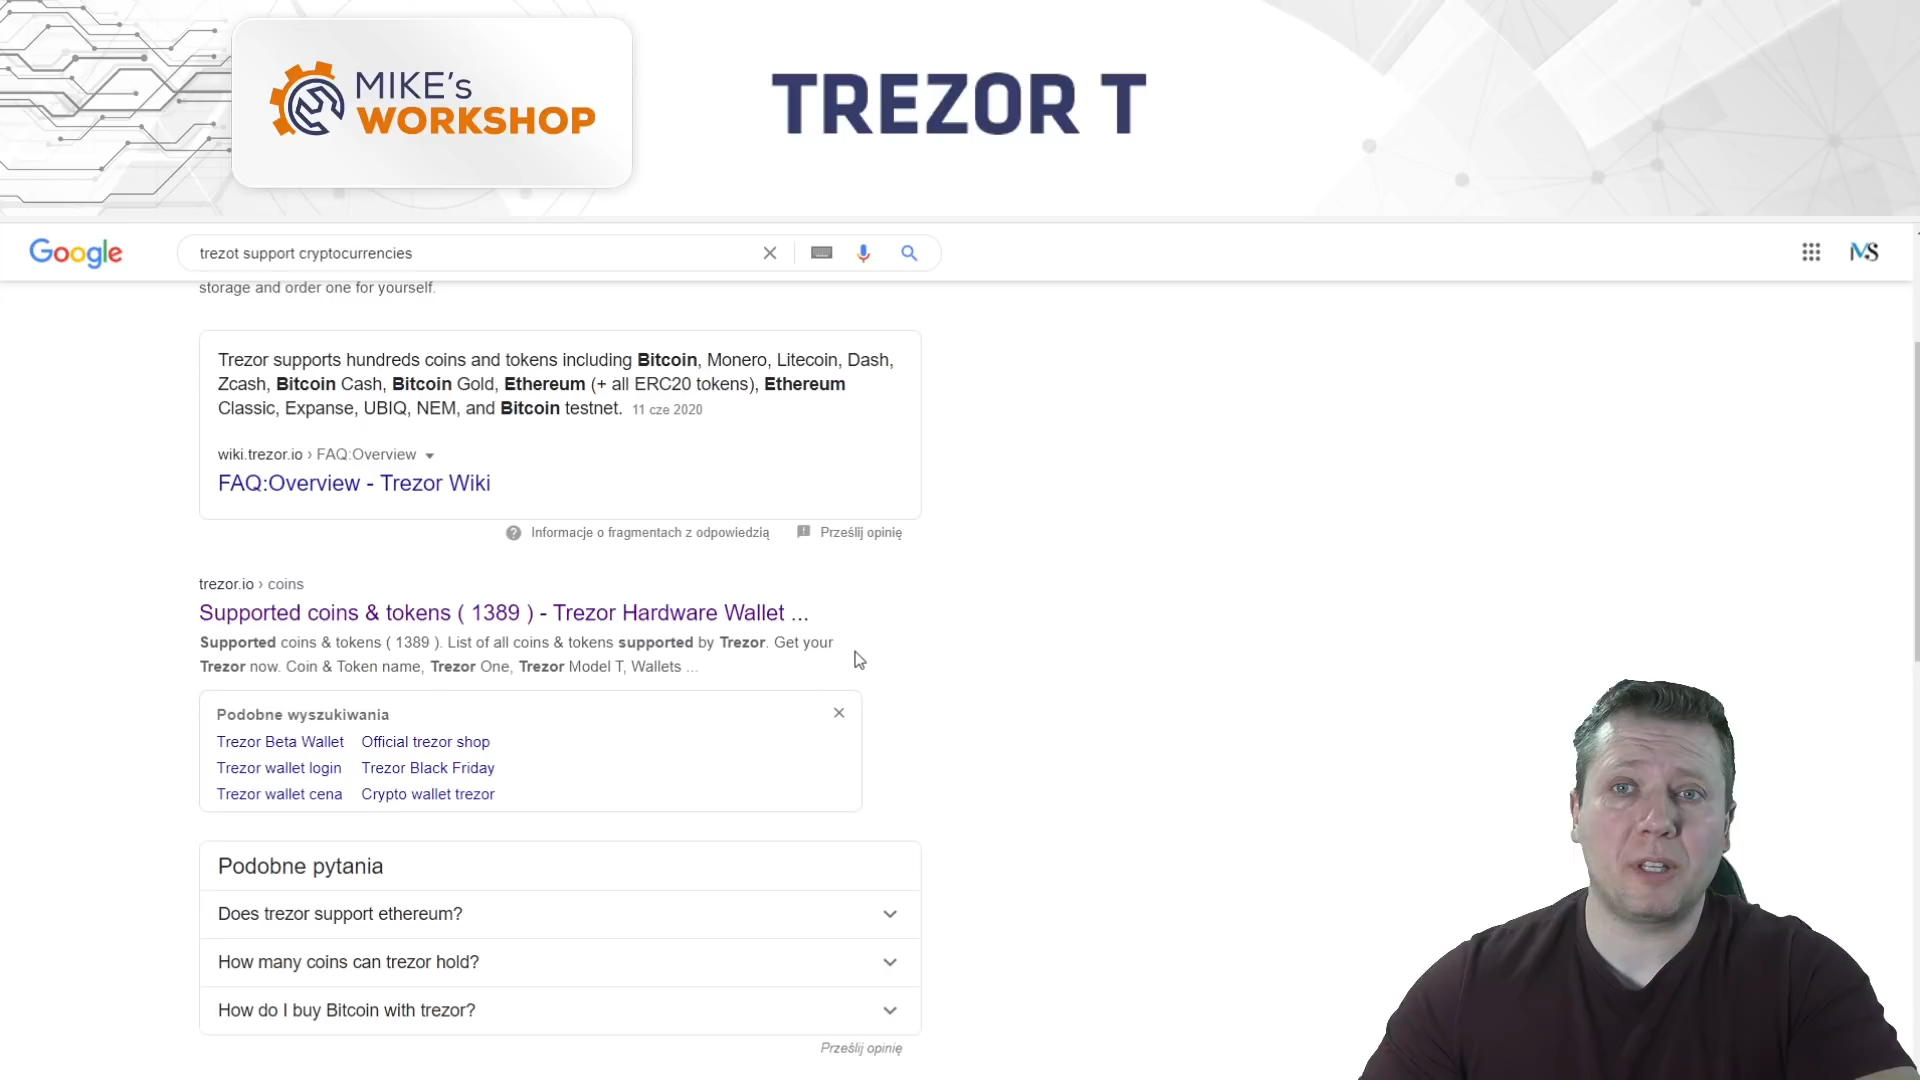 MIKE's
WORKSHOP
TREZOR T
Google
trezot support cryptocurrencies
MS
storage and order one for yourself.
Trezor supports hundreds coins and tokens including Bitcoin, Monero, Litecoin, Dash,
Zcash, Bitcoin Cash, Bitcoin Gold, Ethereum (+ all ERC20 tokens), Ethereum
Classic, Expanse, UBIQ, NEM, and Bitcoin testnet. 11 cze 2020
wiki.trezor.io › FAQ:Overview
FAQ:Overview - Trezor Wiki
Informacje o fragmentach z odpowiedzią Prześlij opinię
trezor.io › coins
Supported coins & tokens ( 1389 ) - Trezor Hardware Wallet ...
Supported coins & tokens ( 1389 ). List of all coins & tokens supported by Trezor. Get your
Trezor now. Coin & Token name, Trezor One, Trezor Model T, Wallets ...
Podobne wyszukiwania
Trezor Beta Wallet Official trezor shop
Trezor wallet login Trezor Black Friday
Trezor wallet cena Crypto wallet trezor
Podobne pytania
Does trezor support ethereum?
How many coins can trezor hold?
How do I buy Bitcoin with trezor?
Prześlij opinię